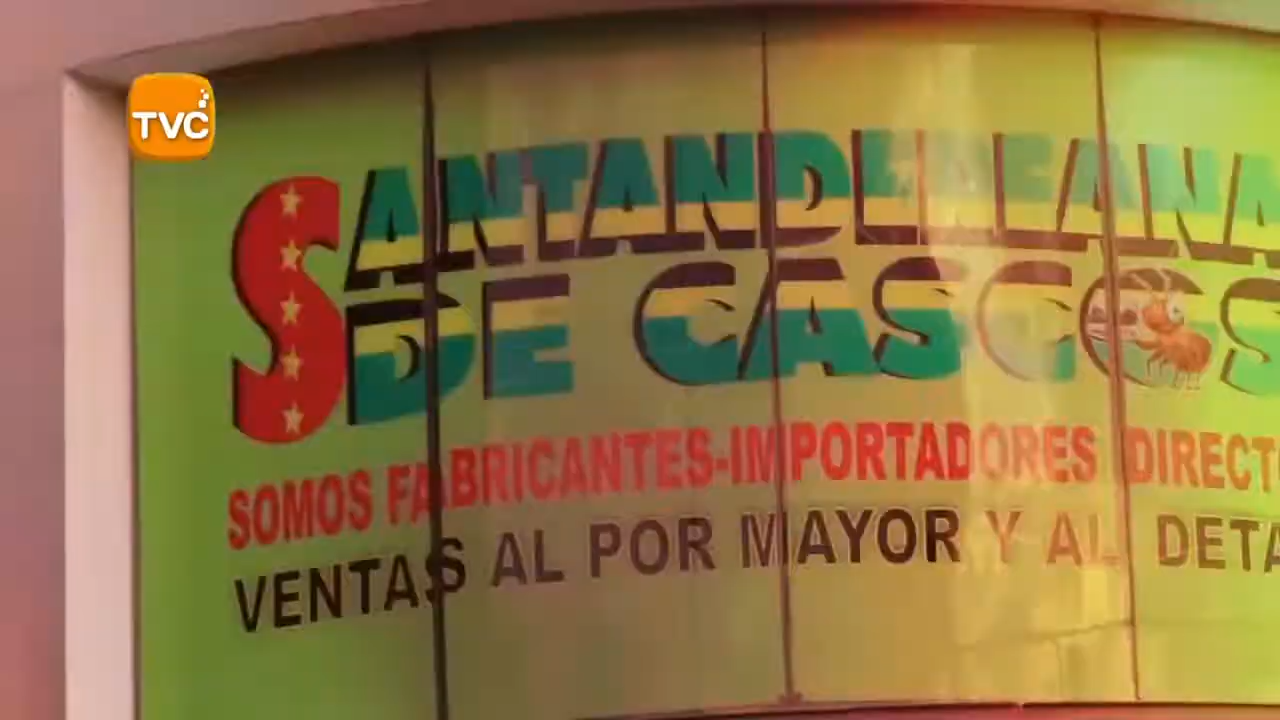 TVC
SANTANDEREANA
DE CASCOS
SOMOS FABRICANTES-IMPORTADORES DIRECT
VENTAS AL POR MAYOR Y AL DETA